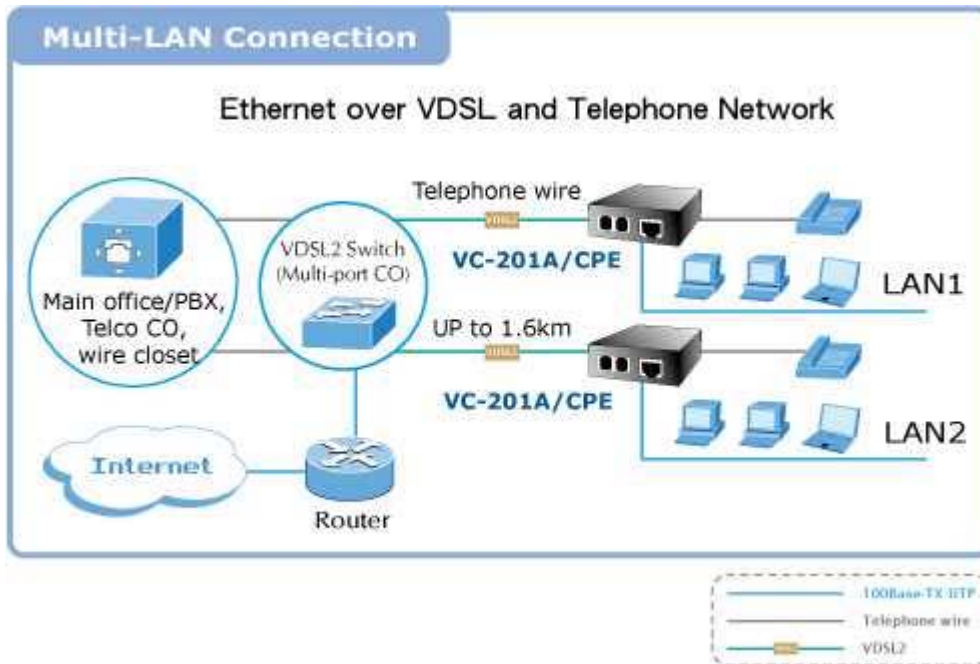 Multi-LAN Connection
Ethernet over VDSL and Telephone Network
Telephone wire
VDSL2
VDSL2 Switch
(Multi-port CO)
VC-201A/CPE
LAN1
Main office/PBX,
Telco CO,
wire closet
UP to 1.6km
VDSL2
VC-201A/CPE
LAN2
Internet
Router
100Base-TX UTP
Telephone wire
VDSL2